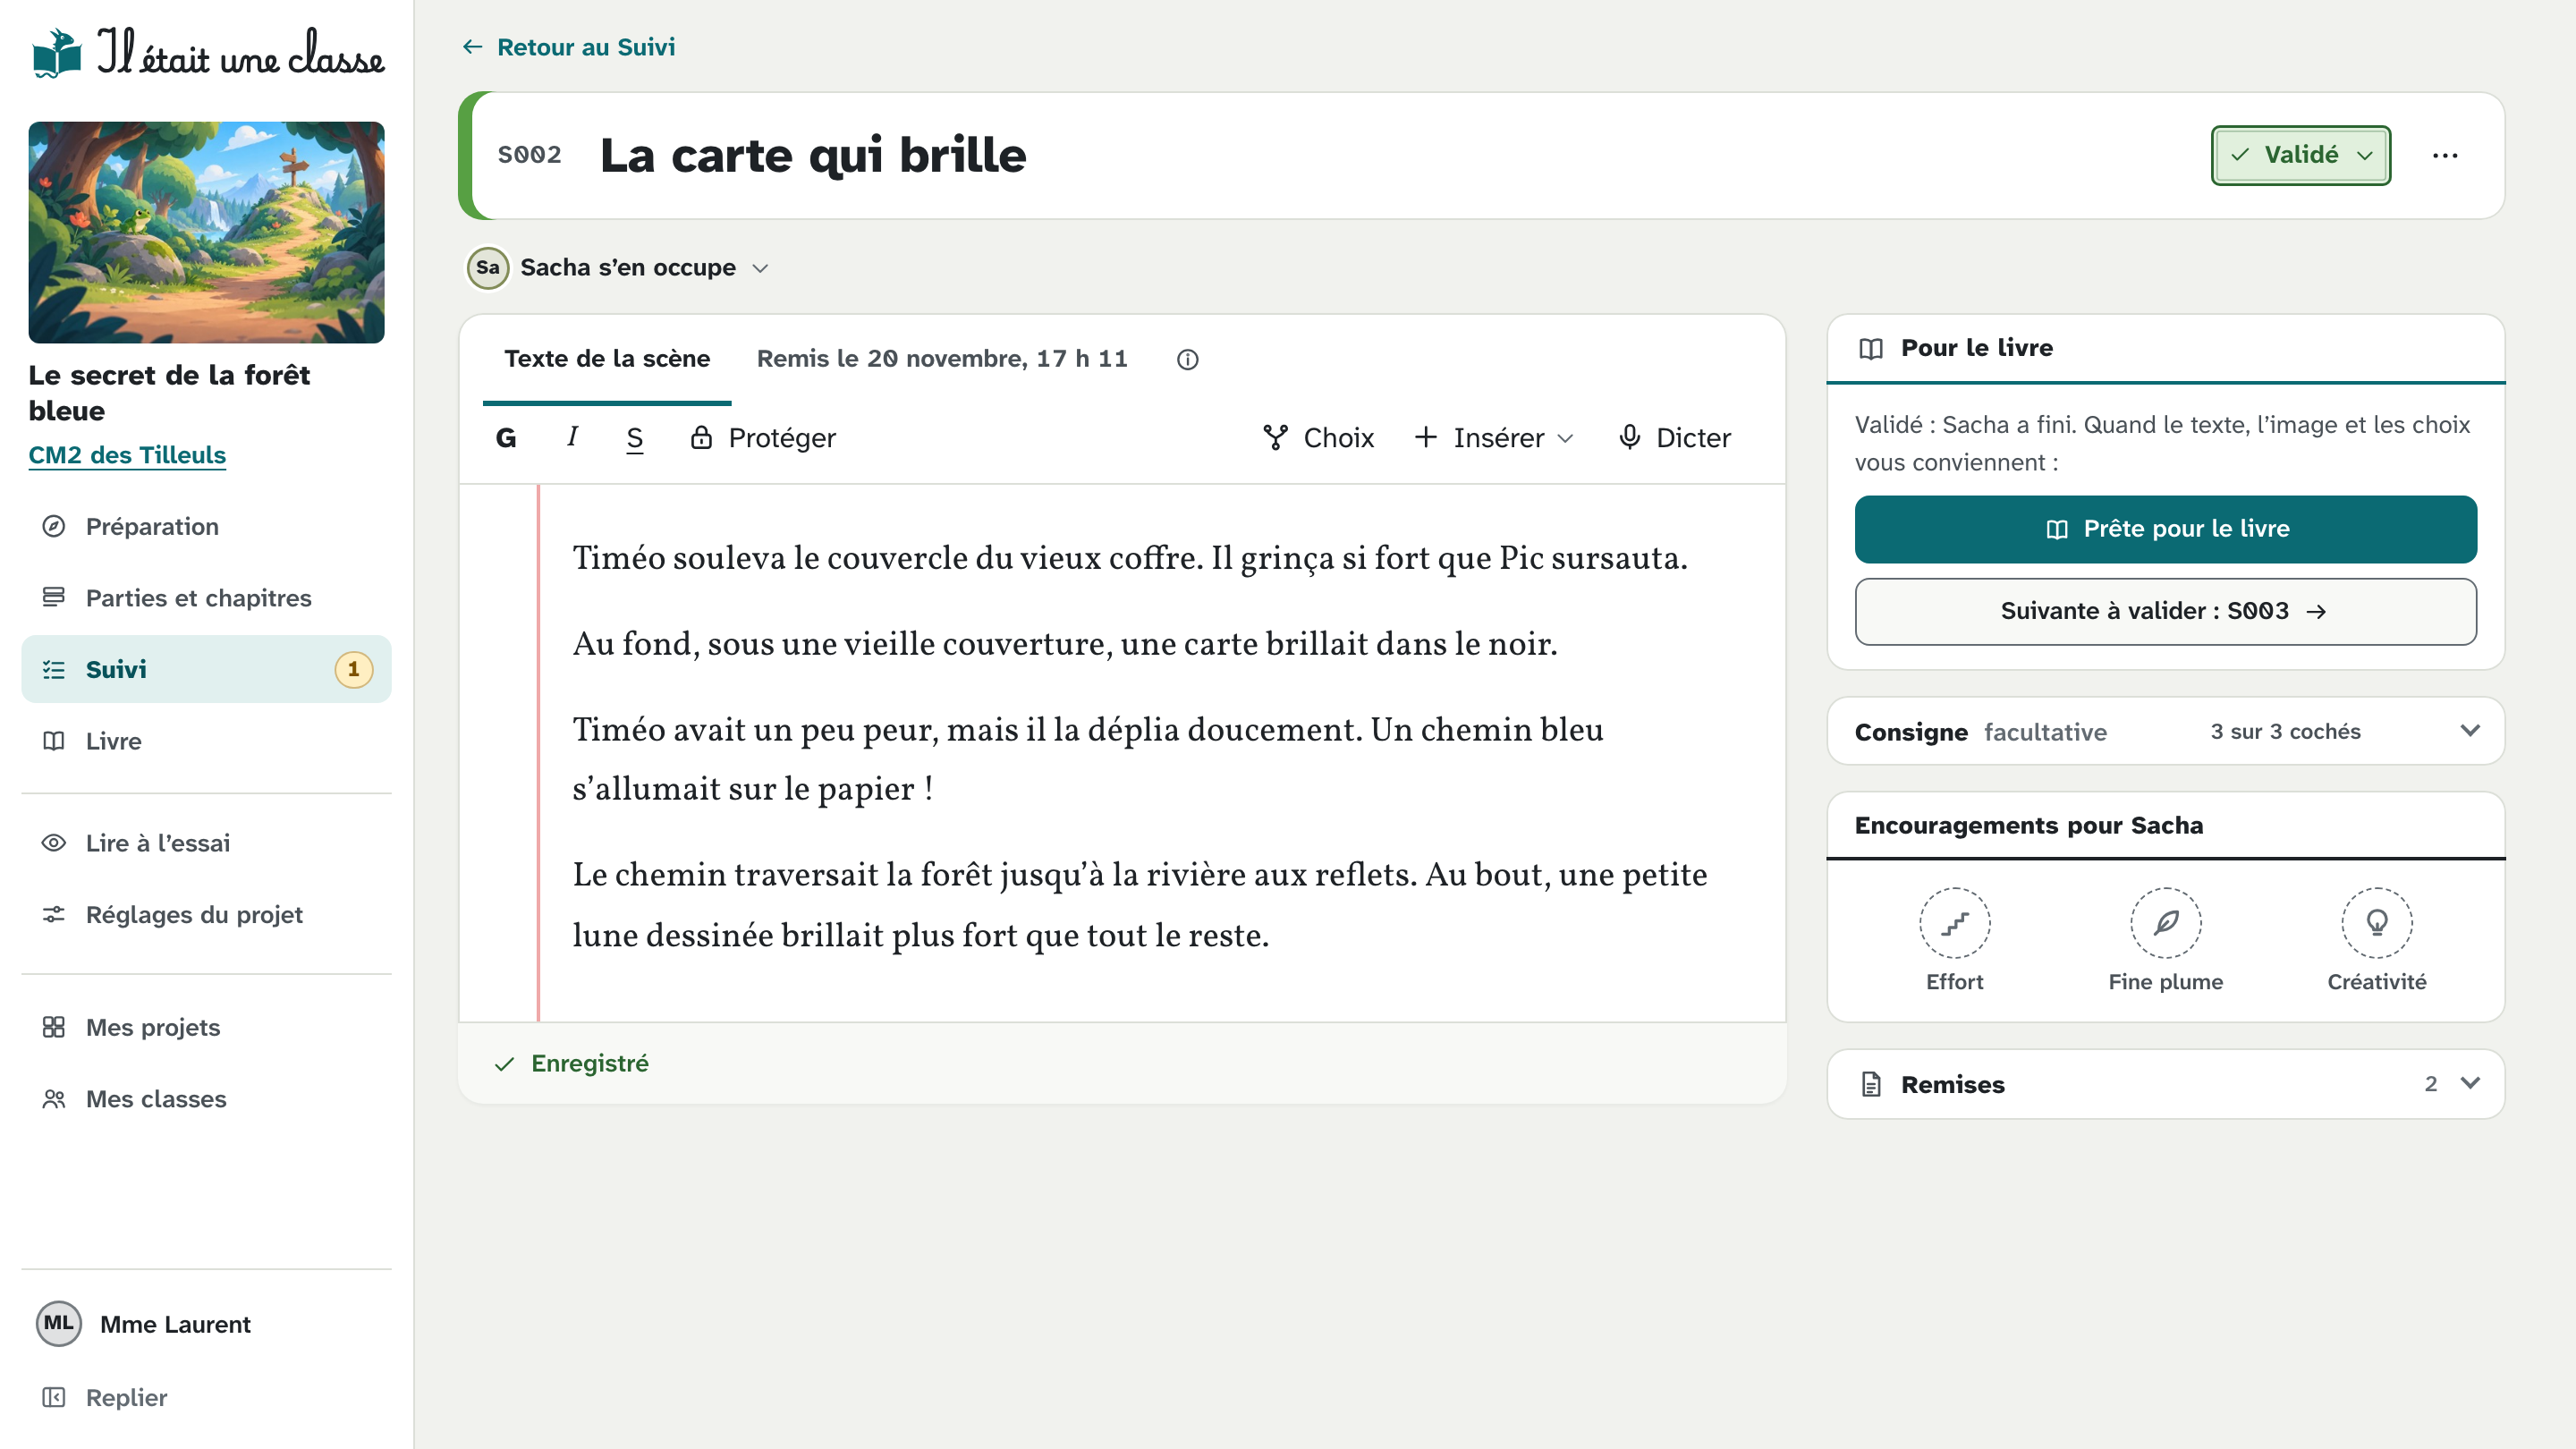 Il était une classe
Le secret de la forêt
bleue
CM2 des Tilleuls
Préparation
Parties et chapitres
Suivi 1
Livre
Lire à l’essai
Réglages du projet
Mes projets
Mes classes
ML Mme Laurent
Replier
← Retour au Suivi
S002 La carte qui brille
Validé
Sa Sacha s’en occupe
Texte de la scène Remis le 20 novembre, 17 h 11
G I S Protéger Choix + Insérer Dicter
Timéo souleva le couvercle du vieux coffre. Il grinça si fort que Pic sursauta.
Au fond, sous une vieille couverture, une carte brillait dans le noir.
Timéo avait un peu peur, mais il la déplia doucement. Un chemin bleu
s’allumait sur le papier !
Le chemin traversait la forêt jusqu’à la rivière aux reflets. Au bout, une petite
lune dessinée brillait plus fort que tout le reste.
Enregistré
Pour le livre
Validé : Sacha a fini. Quand le texte, l’image et les choix
vous conviennent :
Prête pour le livre
Suivante à valider : S003 →
Consigne facultative 3 sur 3 cochés
Encouragements pour Sacha
Effort Fine plume Créativité
Remises 2